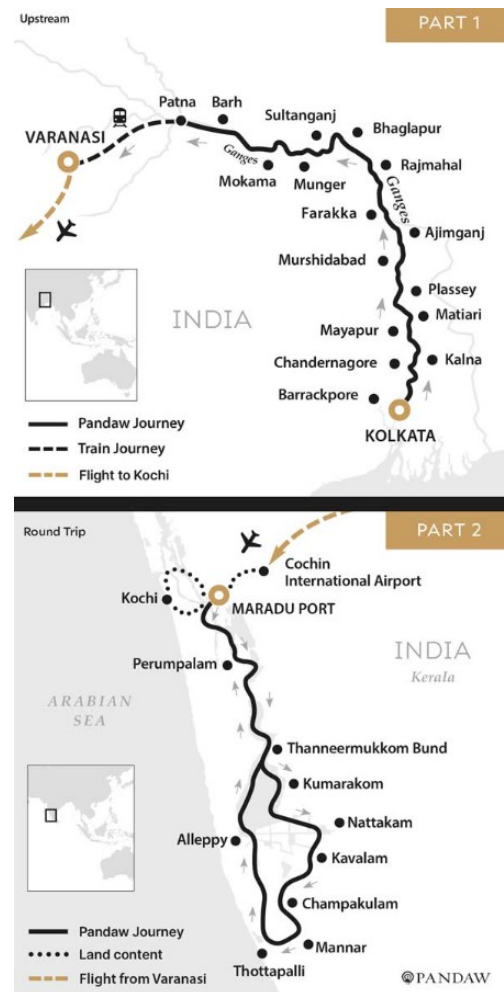 Upstream
PART 1
Patna
Barh
Sultanganj
Bhaglapur
VARANASI
Ganges
Mokama
Munger
Rajmahal
Ganges
Farakka
Ajimganj
Murshidabad
Plassey
INDIA
Matiari
Mayapur
Chandernagore
Kalna
Barrackpore
KOLKATA
Pandaw Journey
Train Journey
Flight to Kochi
Round Trip
PART 2
Cochin
International Airport
Kochi
MARADU PORT
INDIA
Kerala
Perumpalam
ARABIAN
SEA
Thanneermukkom Bund
Kumarakom
Nattakam
Alleppy
Kavalam
Champakulam
Mannar
Thottapalli
Pandaw Journey
Land content
Flight from Varanasi
PANDAW